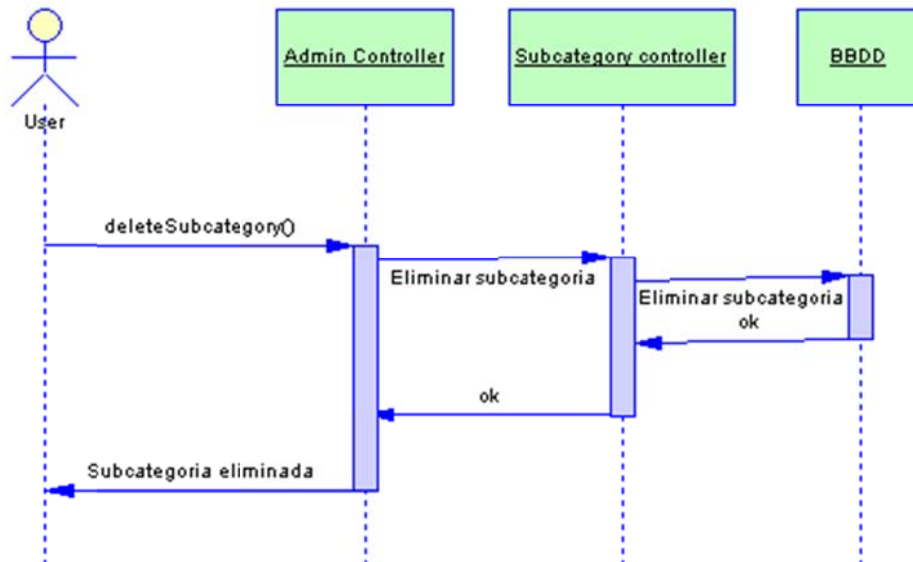 Admin Controller
Subcategory controller
BBDD
User
deleteSubcategory()
Eliminar subcategoria
Eliminar subcategoria
ok
ok
Subcategoria eliminada